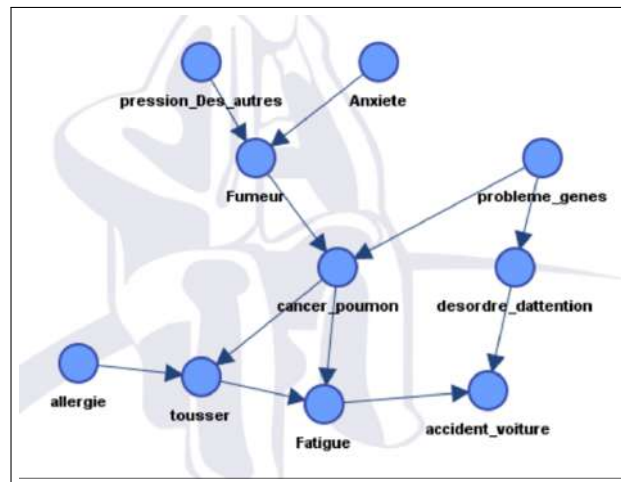 pression_Des_autres
Anxiete
Fumeur
probleme_genes
cancer_poumon
desordre_dattention
allergie
tousser
Fatigue
accident_voiture